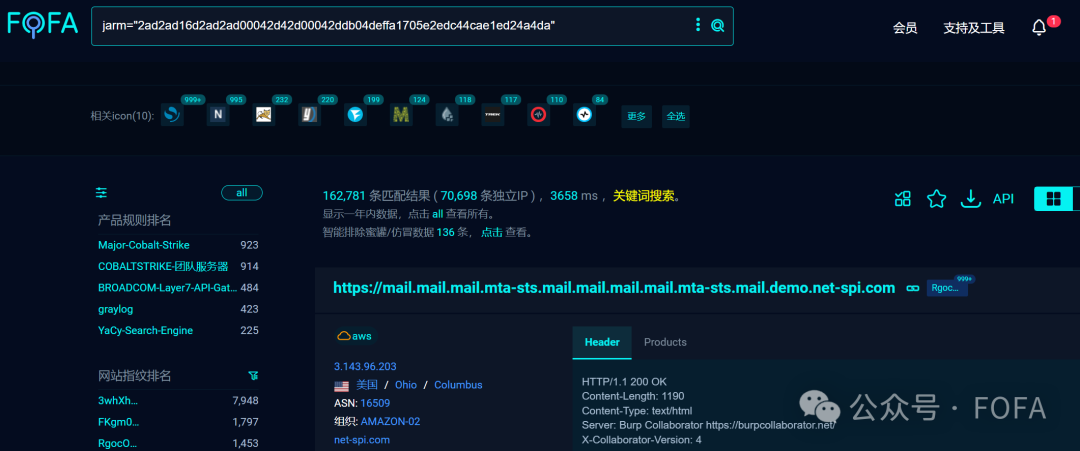 FOFA
jarm="2ad2ad16d2ad2ad00042d42d00042ddb04deffa1705e2edc44cae1ed24a4da"
会员
支持及工具
1
相关icon(10):
999+
995
232
220
199
124
118
117
110
84
N
M
TREK
更多
全选
all
162,781 条匹配结果 ( 70,698 条独立IP ) ，3658 ms ，关键词搜索。
显示一年内数据，点击 all 查看所有。
智能排除蜜罐/仿冒数据 136 条， 点击 查看。
API
产品规则排名
Major-Cobalt-Strike 923
COBALTSTRIKE-团队服务器 914
BROADCOM-Layer7-API-Gat... 484
graylog 423
YaCy-Search-Engine 225
网站指纹排名
3whXh... 7,948
FKgm0... 1,797
RgocO... 1,453
https://mail.mail.mail.mta-sts.mail.mail.mail.mail.mta-sts.mail.demo.net-spi.com
Rgoc...
999+
aws
3.143.96.203
美国 / Ohio / Columbus
ASN: 16509
组织: AMAZON-02
net-spi.com
Header
Products
HTTP/1.1 200 OK
Content-Length: 1190
Content-Type: text/html
Server: Burp Collaborator https://burpcollaborator.net/
X-Collaborator-Version: 4
公众号 · FOFA